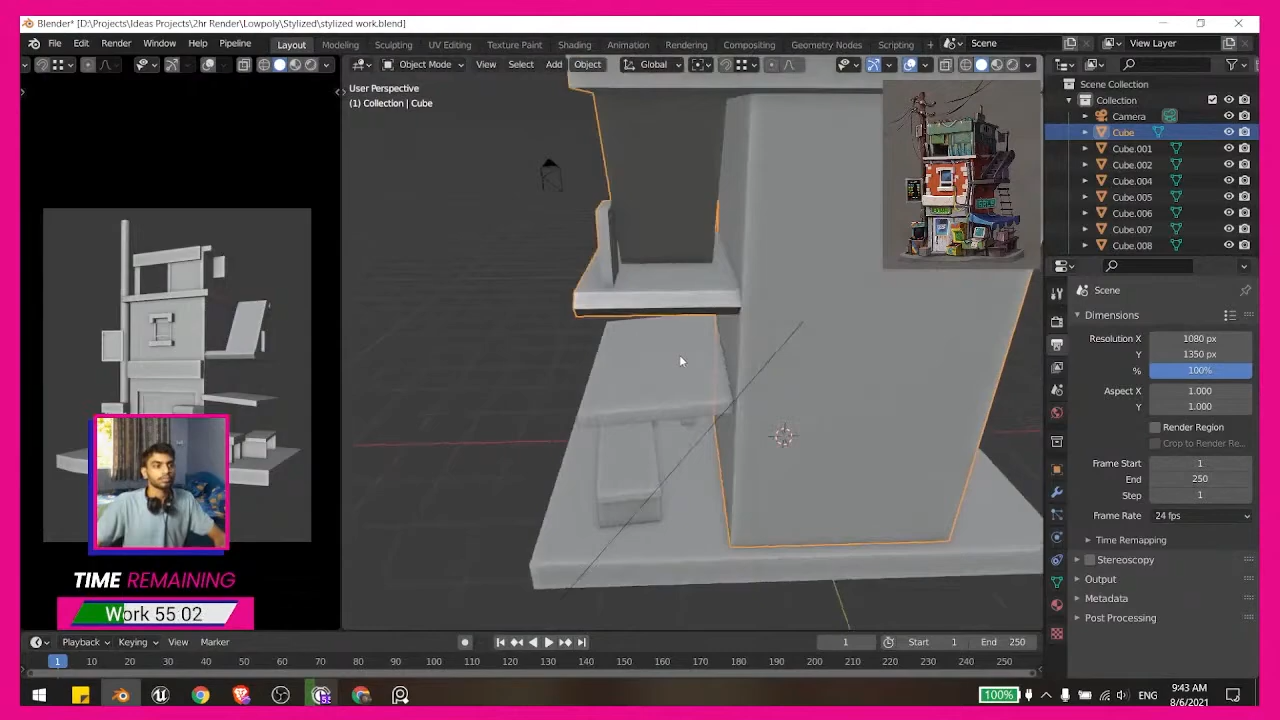 Blender* [D:\Projects\Ideas Projects\2hr Render\Lowpoly\Stylized\stylized work.blend]
File Edit Render Window Help Pipeline Layout Modeling Sculpting UV Editing Texture Paint Shading Animation Rendering Compositing Geometry Nodes Scripting + Scene View Layer
Object Mode View Select Add Object Global
User Perspective
(1) Collection | Cube
Scene Collection
Collection
Camera
Cube
Cube.001
Cube.002
Cube.004
Cube.005
Cube.006
Cube.007
Cube.008
Scene
Dimensions
Resolution X 1080 px
Y 1350 px
% 100%
Aspect X 1.000
Y 1.000
Render Region
Crop to Render Re...
Frame Start 1
End 250
Step 1
Frame Rate 24 fps
Time Remapping
Stereoscopy
Output
Metadata
Post Processing
TIME REMAINING
Work 55:02
Playback Keying View Marker 1 Start 1 End 250
1 10 20 30 40 50 60 70 80 90 100 110 120 130 140 150 160 170 180 190 200 210 220 230 240 250
100% ENG 9:43 AM
8/6/2021